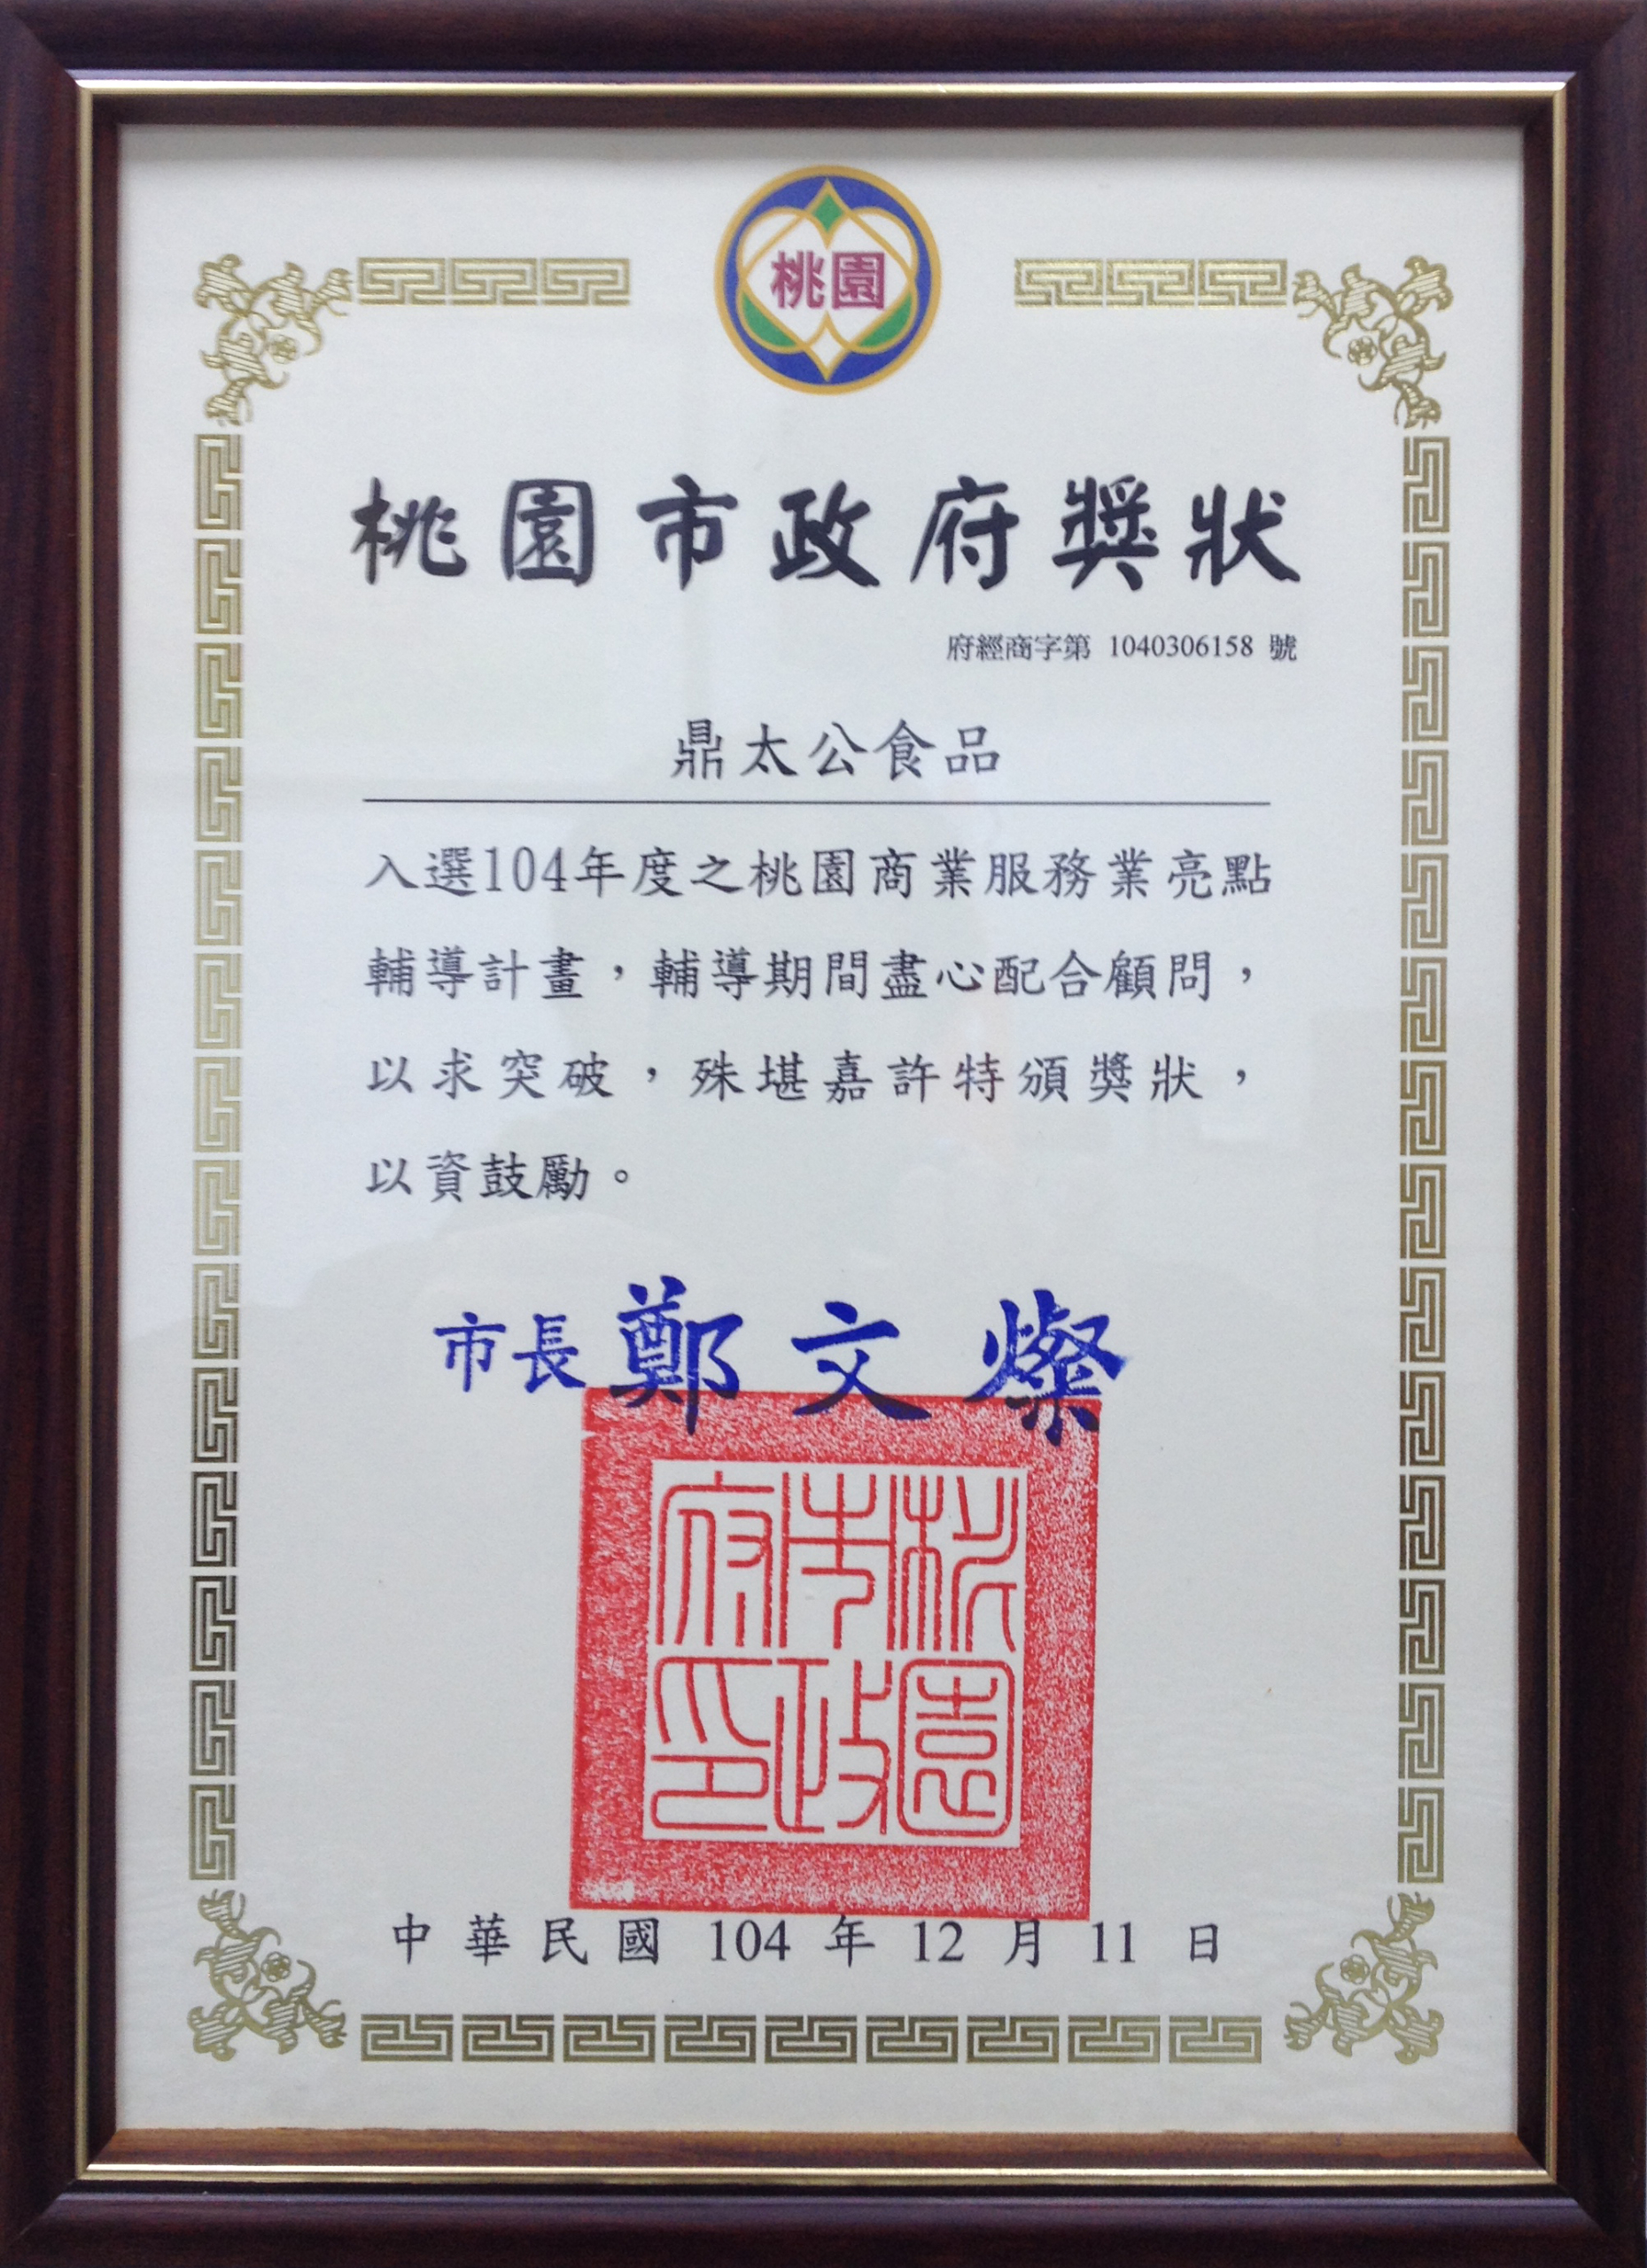 桃園
桃園市政府獎狀
府經商字第 1040306158 號
鼎太公食品
入選104年度之桃園商業服務業亮點
輔導計畫，輔導期間盡心配合顧問，
以求突破，殊堪嘉許特頒獎狀，
以資鼓勵。
市長鄭文燦
桃園市政府印
中華民國 104 年 12 月 11 日